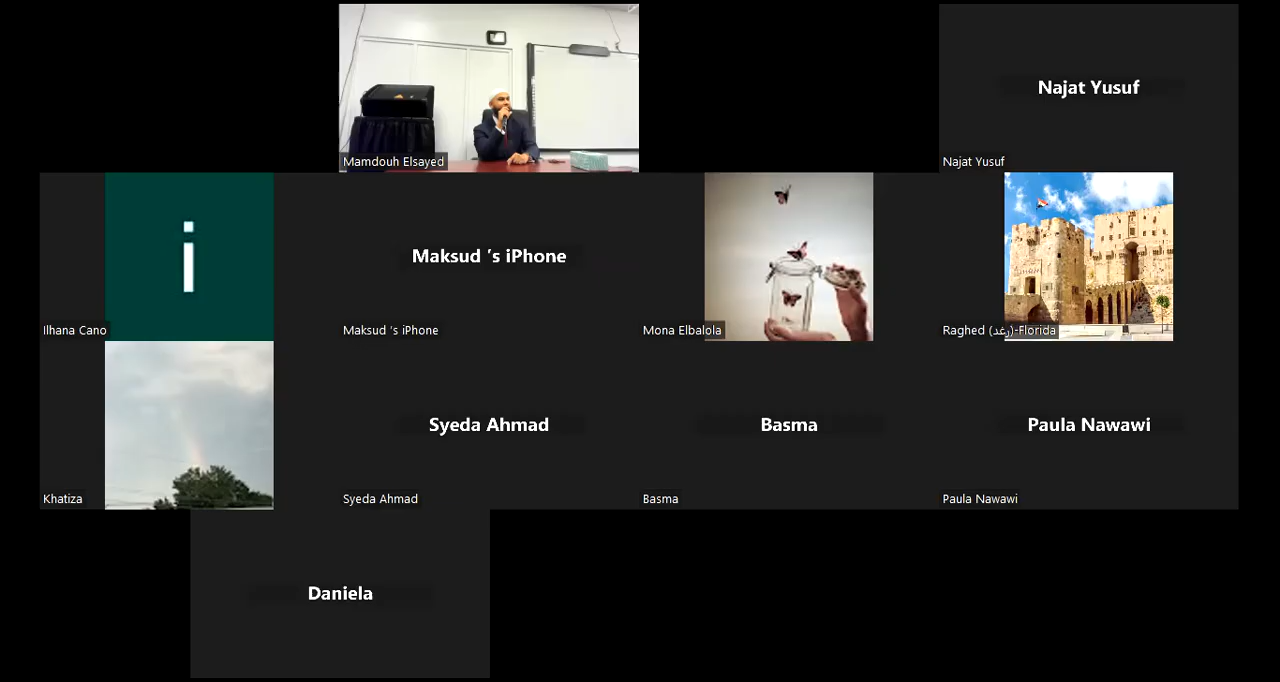 Mamdouh Elsayed
Najat Yusuf
Najat Yusuf
i
Ilhana Cano
Maksud 's iPhone
Maksud 's iPhone
Mona Elbalola
Raghed (رغد)-Florida
Khatiza
Syeda Ahmad
Syeda Ahmad
Basma
Basma
Paula Nawawi
Paula Nawawi
Daniela